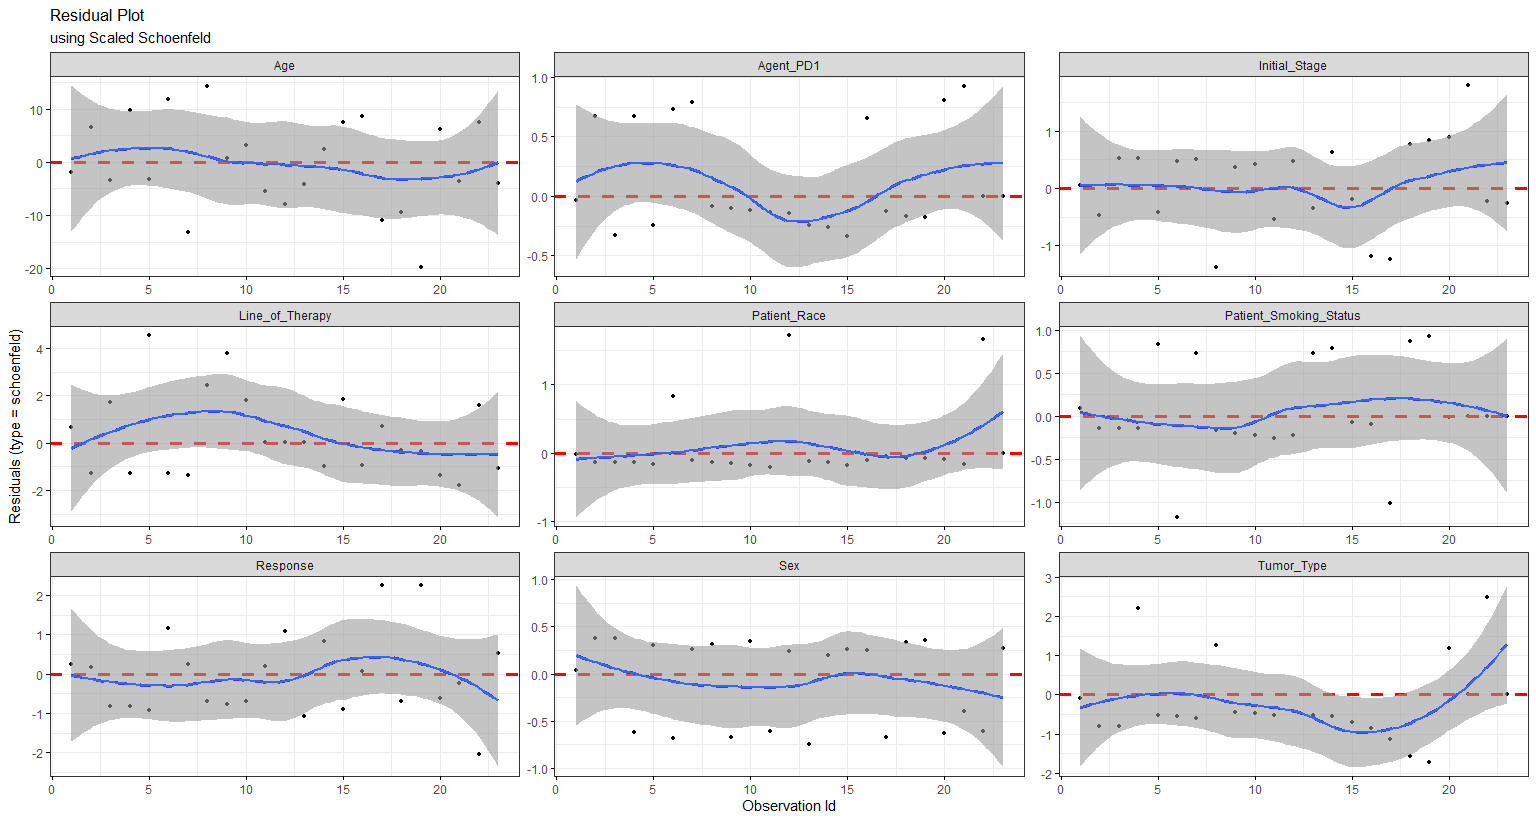 Residual Plot
using Scaled Schoenfeld
Residuals (type = schoenfeld)
Age
10
0
-10
-20
0 5 10 15 20
Agent_PD1
1.0
0.5
0.0
-0.5
0 5 10 15 20
Initial_Stage
1
0
-1
0 5 10 15 20
Line_of_Therapy
4
2
0
-2
0 5 10 15 20
Patient_Race
1
0
-1
0 5 10 15 20
Patient_Smoking_Status
1.0
0.5
0.0
-0.5
-1.0
0 5 10 15 20
Response
2
1
0
-1
-2
0 5 10 15 20
Sex
1.0
0.5
0.0
-0.5
-1.0
0 5 10 15 20
Tumor_Type
3
2
1
0
-1
-2
0 5 10 15 20
Observation Id